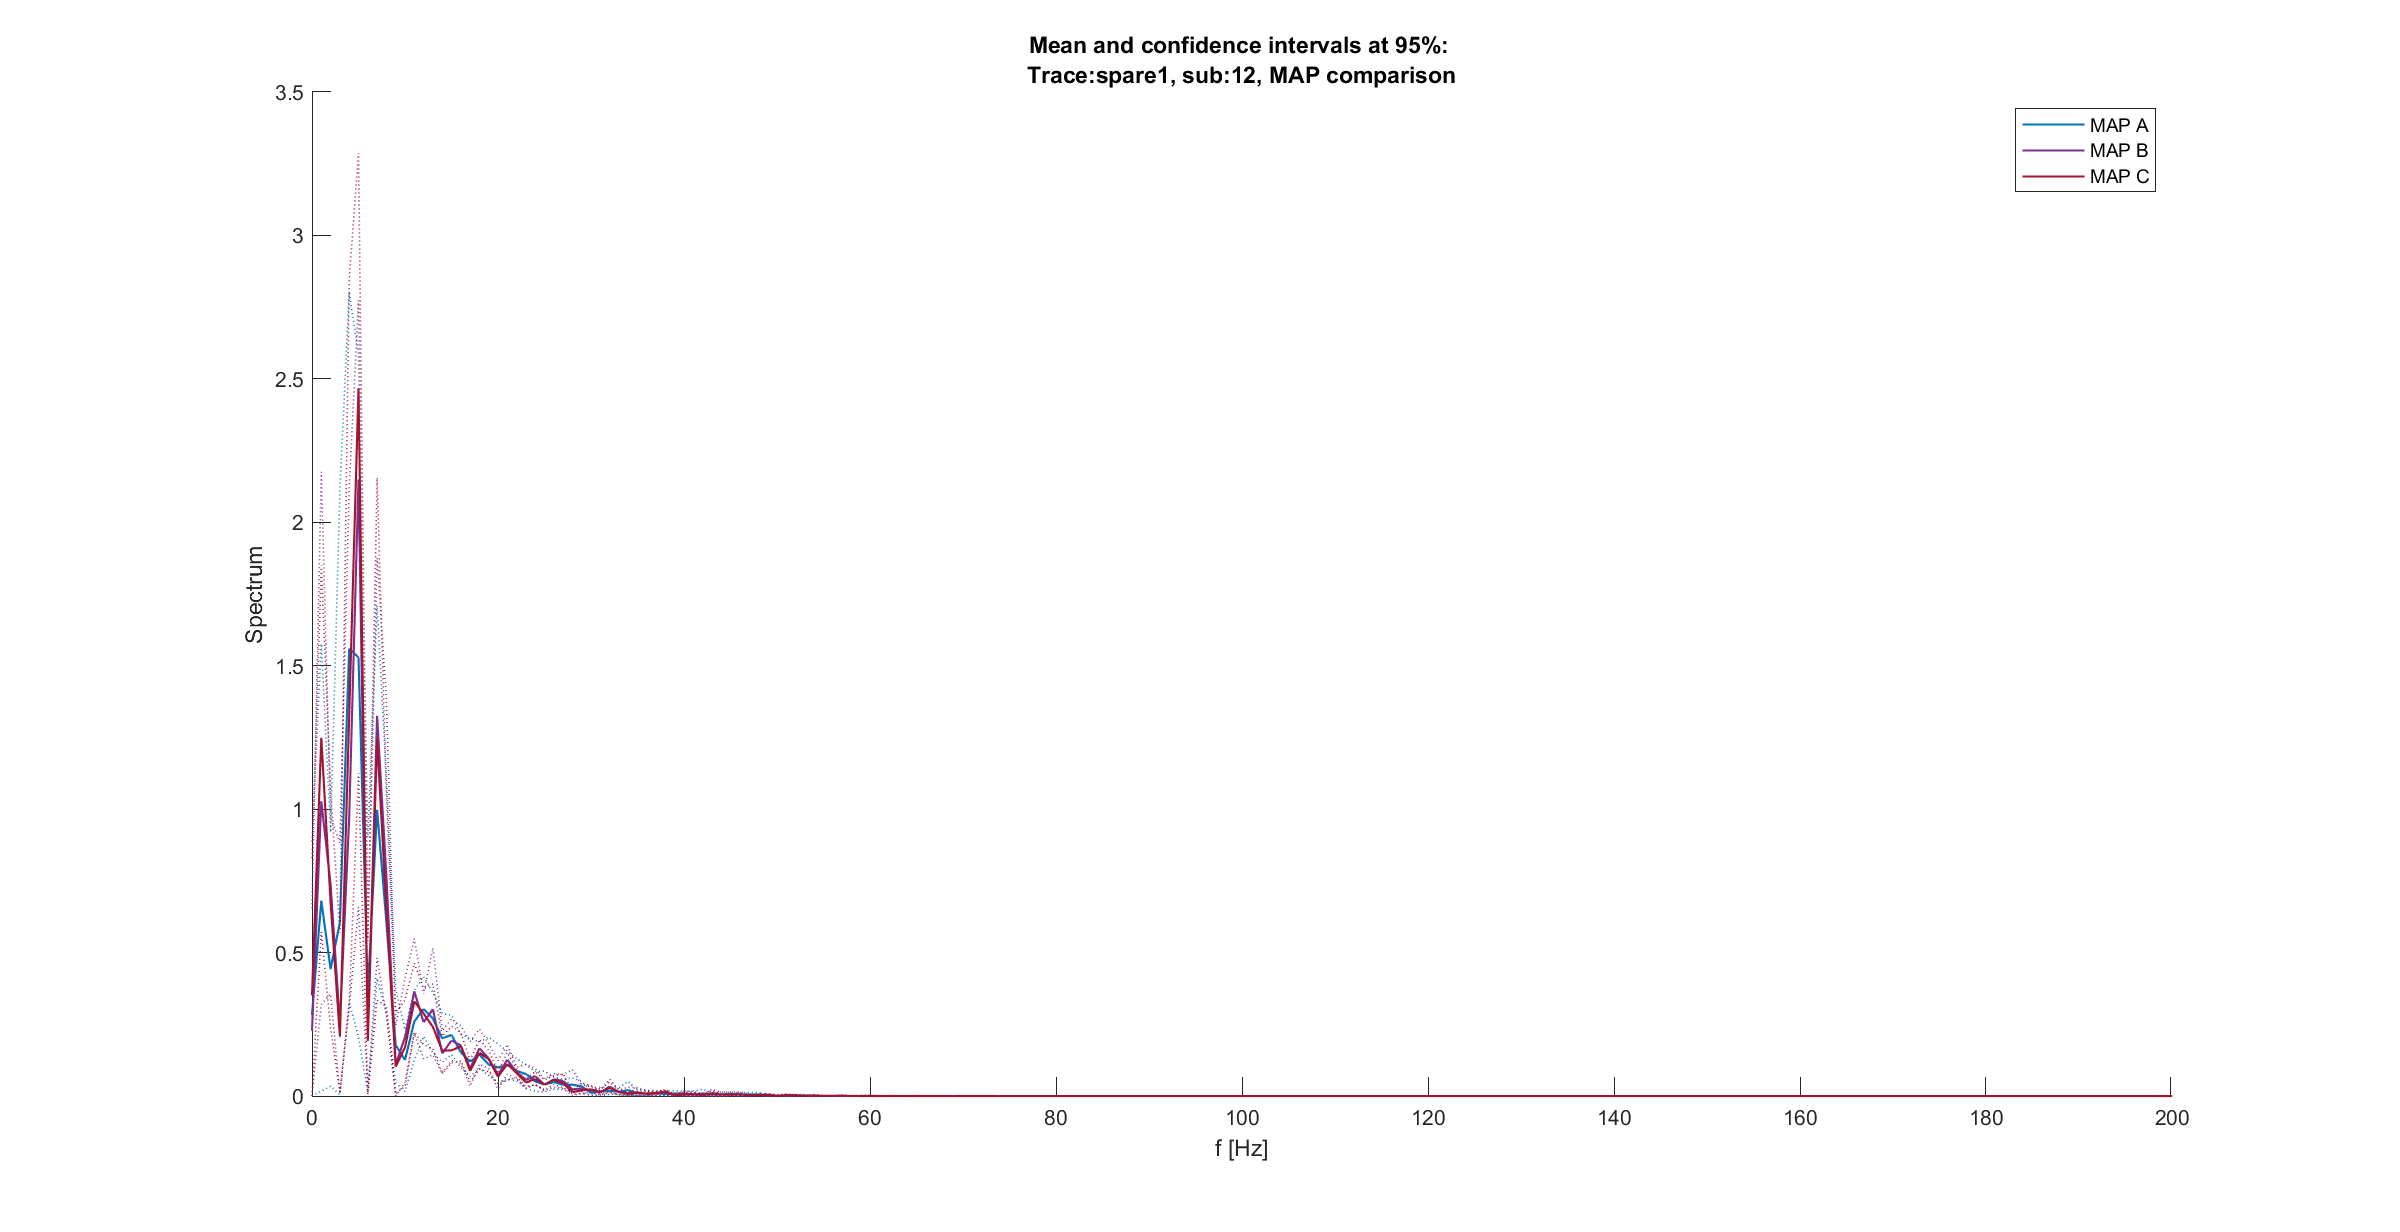 Mean and confidence intervals at 95%:
Trace:spare1, sub:12, MAP comparison
3.5
3
2.5
2
1.5
1
0.5
0
Spectrum
MAP A
MAP B
MAP C
0 20 40 60 80 100 120 140 160 180 200
f [Hz]